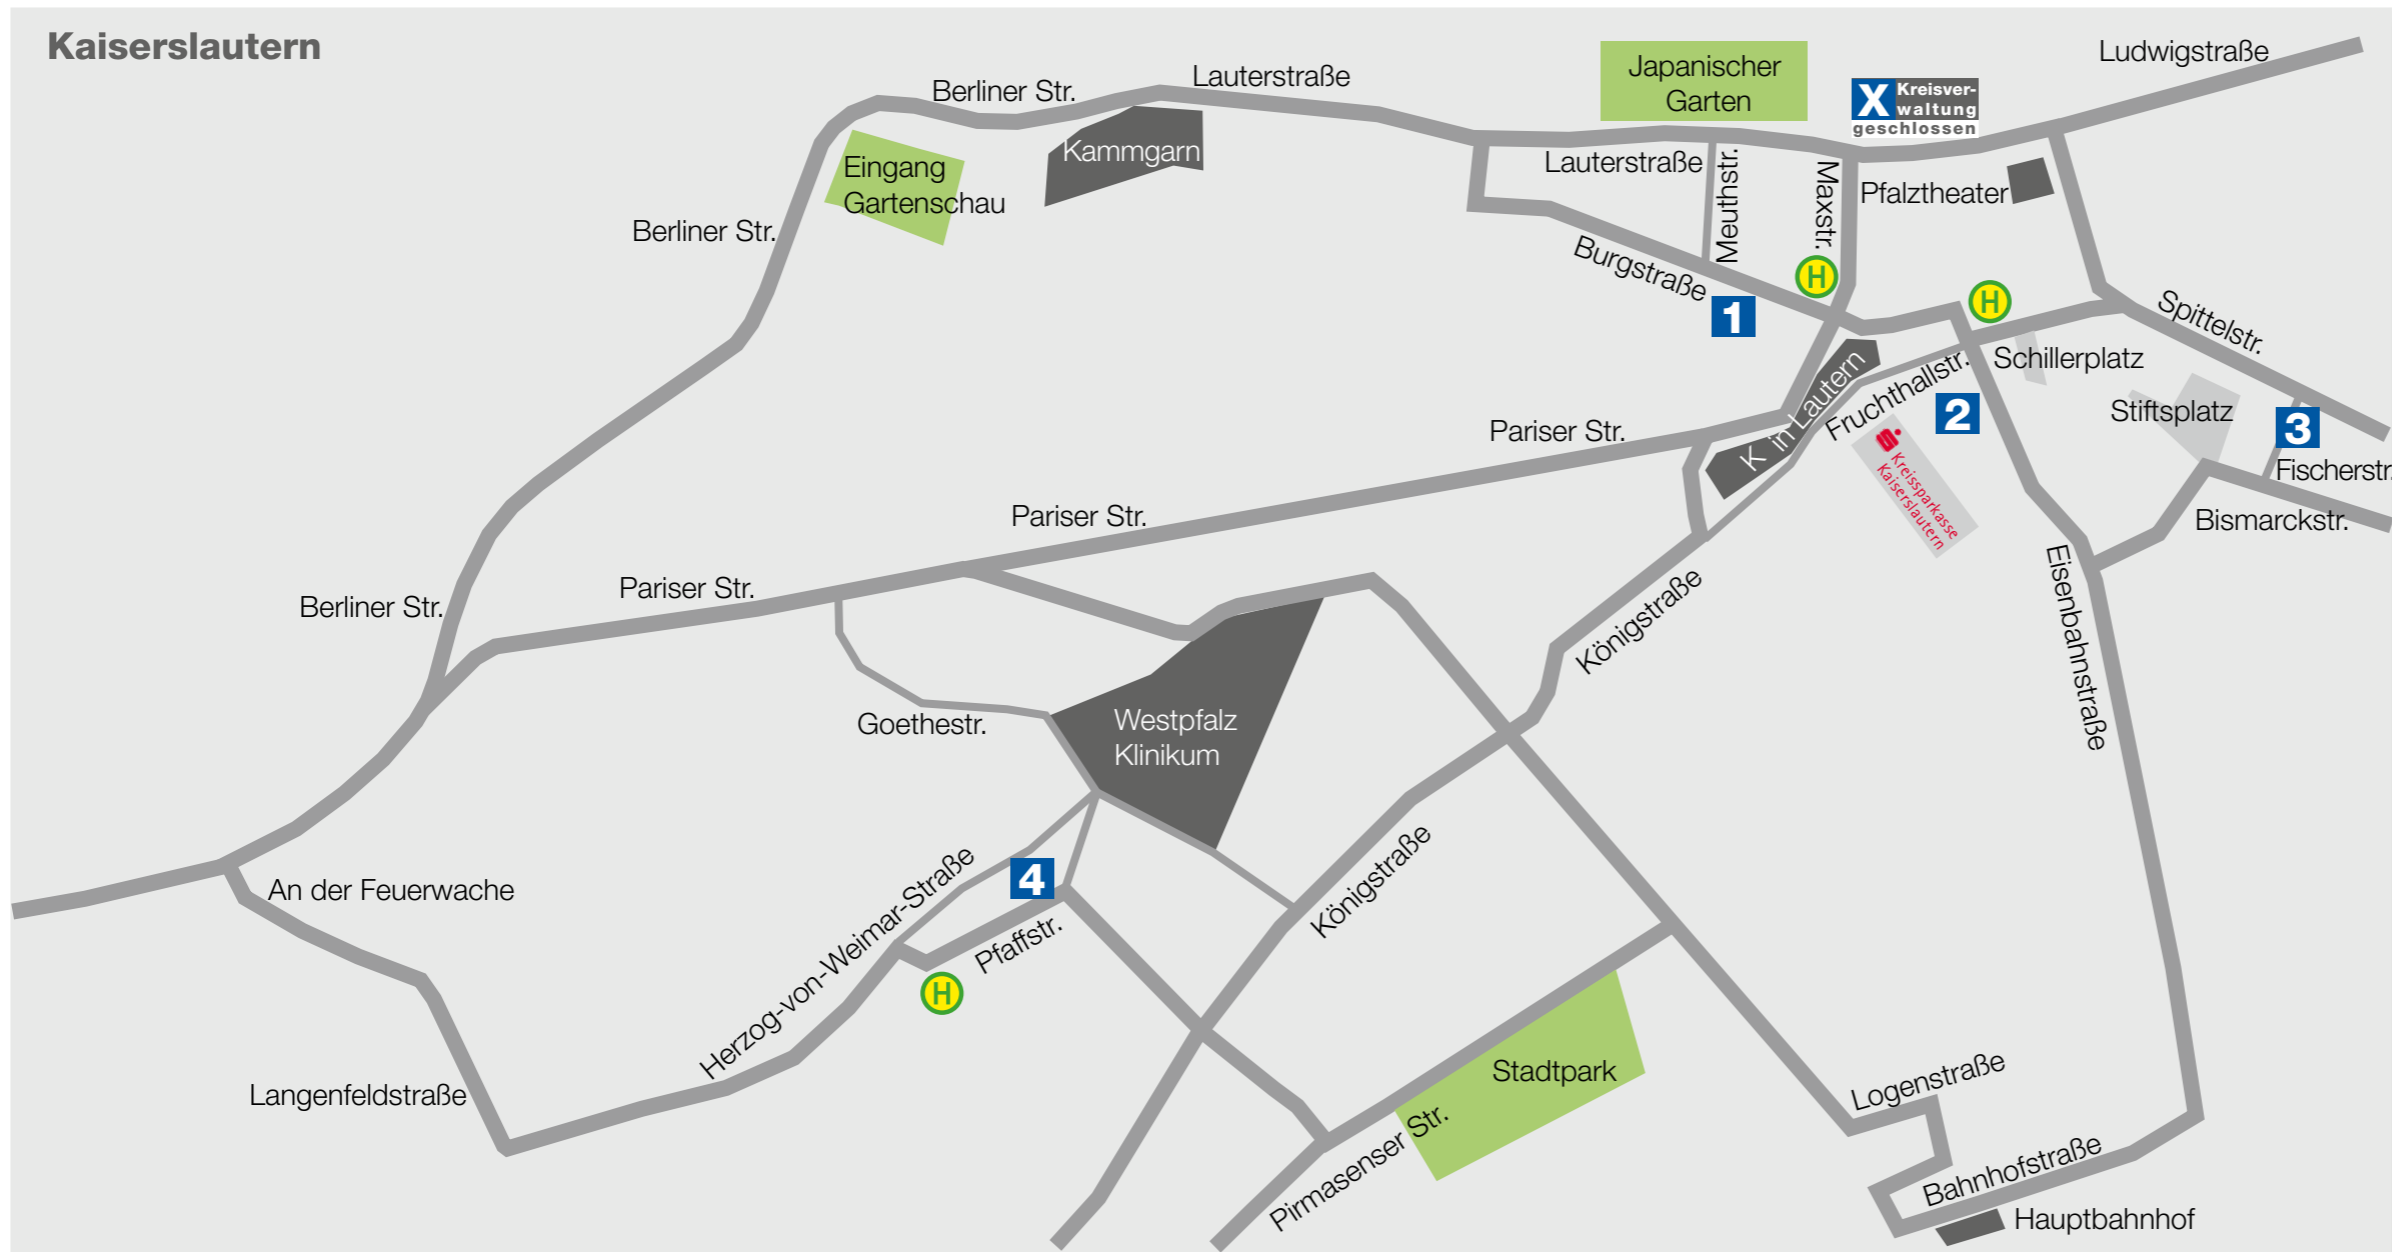 Kaiserslautern
Ludwigstraße
Berliner Str.
Lauterstraße
Japanischer
Garten
X
Kreisver-
waltung
geschlossen
Eingang
Gartenschau
Kammgarn
Lauterstraße
Meuthstr.
Maxstr.
Pfalztheater
Berliner Str.
Burgstraße
H
1
H
Spittelstr.
Schillerplatz
K in Lautern
Fruchthallstr.
2
Stiftsplatz
3
Pariser Str.
Kreissparkasse
Kaiserslautern
Fischerstr.
Bismarckstr.
Pariser Str.
Berliner Str.
Pariser Str.
Königstraße
Eisenbahnstraße
Goethestr.
Westpfalz
Klinikum
An der Feuerwache
Herzog-von-Weimar-Straße
4
Pfaffstr.
H
Königstraße
Langenfeldstraße
Stadtpark
Logenstraße
Pirmasenser Str.
Bahnhofstraße
Hauptbahnhof